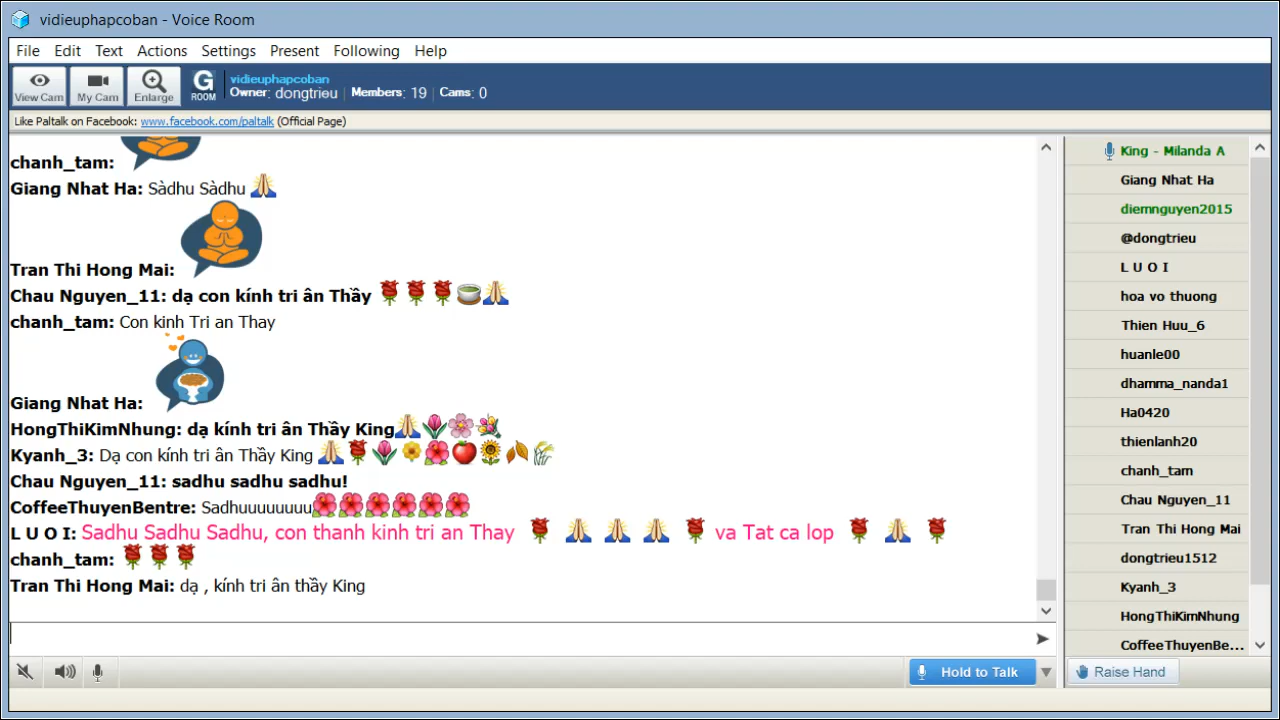 vidieuphapcoban - Voice Room
File Edit Text Actions Settings Present Following Help
View Cam My Cam Enlarge G ROOM
vidieuphapcoban
Owner: dongtrieu | Members: 19 | Cams: 0
Like Paltalk on Facebook: www.facebook.com/paltalk (Official Page)
chanh_tam:
Giang Nhat Ha: Sàdhu Sàdhu
Tran Thi Hong Mai:
Chau Nguyen_11: dạ con kính tri ân Thầy
chanh_tam: Con kinh Tri an Thay
Giang Nhat Ha:
HongThiKimNhung: dạ kính tri ân Thầy King
Kyanh_3: Dạ con kính tri ân Thầy King
Chau Nguyen_11: sadhu sadhu sadhu!
CoffeeThuyenBentre: Sadhuuuuuuuu
L U O I: Sadhu Sadhu Sadhu, con thanh kinh tri an Thay va Tat ca lop
chanh_tam:
Tran Thi Hong Mai: dạ , kính tri ân thầy King
King - Milanda A
Giang Nhat Ha
diemnguyen2015
@dongtrieu
L U O I
hoa vo thuong
Thien Huu_6
huanle00
dhamma_nanda1
Ha0420
thienlanh20
chanh_tam
Chau Nguyen_11
Tran Thi Hong Mai
dongtrieu1512
Kyanh_3
HongThiKimNhung
CoffeeThuyenBe...
Hold to Talk
Raise Hand